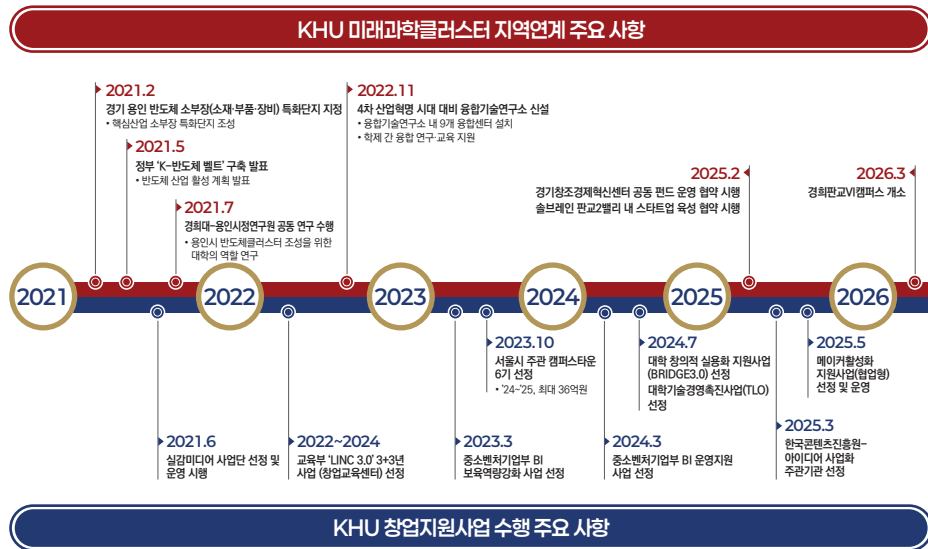 KHU 미래과학클러스터 지역연계 주요 사항
2021.2
경기 용인 반도체 소부장(소재·부품·장비) 특화단지 지정
• 핵심산업 소부장 특화단지 조성
2021.5
정부 ‘K-반도체 벨트’ 구축 발표
• 반도체 산업 활성 계획 발표
2021.7
경희대-용인시정연구원 공동 연구 수행
• 용인시 반도체클러스터 조성을 위한
대학의 역할 연구
2022.11
4차 산업혁명 시대 대비 융합기술연구소 신설
• 융합기술연구소 내 9개 융합센터 설치
• 학제 간 융합 연구·교육 지원
2025.2
경기창조경제혁신센터 공동 펀드 운영 협약 시행
솔브레인 판교2밸리 내 스타트업 육성 협약 시행
2026.3
경희판교VI캠퍼스 개소
2021
2022
2023
2024
2025
2026
2021.6
실감미디어 사업단 선정 및
운영 시행
2022~2024
교육부 ‘LINC 3.0’ 3+3년
사업 (창업교육센터) 선정
2023.3
중소벤처기업부 BI
보육역량강화 사업 선정
2023.10
서울시 주관 캠퍼스타운
6기 선정
• ’24~’25, 최대 36억원
2024.3
중소벤처기업부 BI 운영지원
사업 선정
2024.7
대학 창의적 실용화 지원사업
(BRIDGE3.0) 선정
대학기술경영촉진사업(TLO)
선정
2025.3
한국콘텐츠진흥원-
아이디어 사업화
주관기관 선정
2025.5
메이커활성화
지원사업(협업형)
선정 및 운영
KHU 창업지원사업 수행 주요 사항